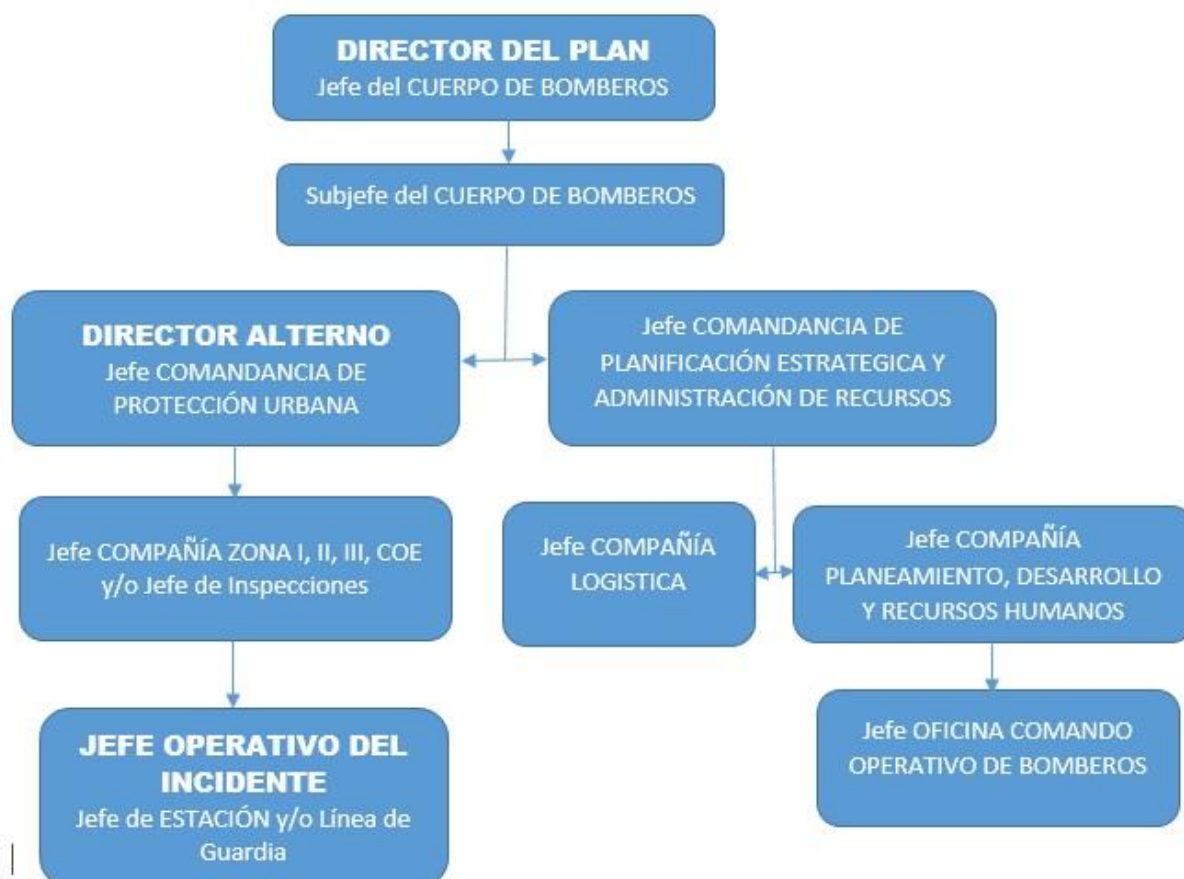 DIRECTOR DEL PLAN
Jefe del CUERPO DE BOMBEROS
Subjefe del CUERPO DE BOMBEROS
DIRECTOR ALTERNO
Jefe COMANDANCIA DE
PROTECCIÓN URBANA
Jefe COMANDANCIA DE
PLANIFICACIÓN ESTRATEGICA Y
ADMINISTRACIÓN DE RECURSOS
Jefe COMPAÑÍA ZONA I, II, III, COE
y/o Jefe de Inspecciones
Jefe COMPAÑÍA
LOGISTICA
Jefe COMPAÑÍA
PLANEAMIENTO, DESARROLLO
Y RECURSOS HUMANOS
JEFE OPERATIVO DEL
INCIDENTE
Jefe de ESTACIÓN y/o Línea de
Guardia
Jefe OFICINA COMANDO
OPERATIVO DE BOMBEROS